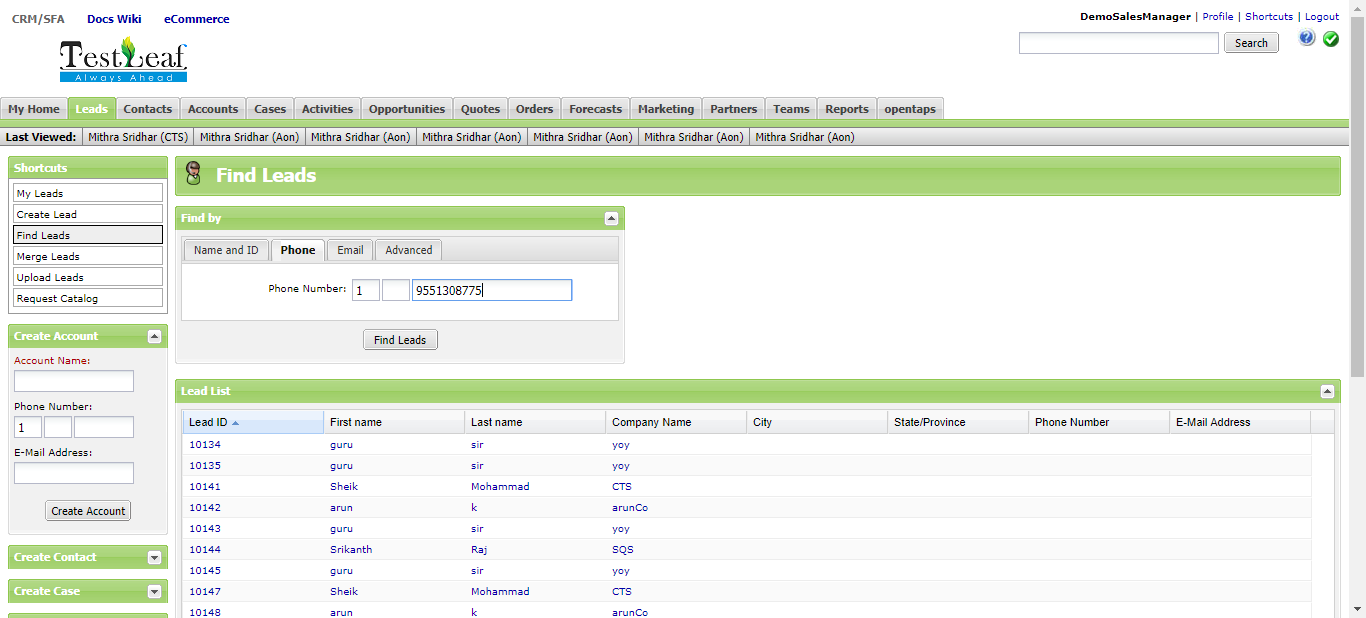 CRM/SFA Docs Wiki eCommerce
DemoSalesManager | Profile | Shortcuts | Logout
TestLeaf
Always Ahead
Search
?
My Home Leads Contacts Accounts Cases Activities Opportunities Quotes Orders Forecasts Marketing Partners Teams Reports opentaps
Last Viewed: Mithra Sridhar (CTS) Mithra Sridhar (Aon) Mithra Sridhar (Aon) Mithra Sridhar (Aon) Mithra Sridhar (Aon) Mithra Sridhar (Aon) Mithra Sridhar (Aon)
Shortcuts
My Leads
Create Lead
Find Leads
Merge Leads
Upload Leads
Request Catalog
Create Account
Account Name:
Phone Number:
1
E-Mail Address:
Create Account
Create Contact
Create Case
Find Leads
Find by
Name and ID Phone Email Advanced
Phone Number: 1 9551308775
Find Leads
Lead List
Lead ID First name Last name Company Name City State/Province Phone Number E-Mail Address
10134 guru sir yoy
10135 guru sir yoy
10141 Sheik Mohammad CTS
10142 arun k arunCo
10143 guru sir yoy
10144 Srikanth Raj SQS
10145 guru sir yoy
10147 Sheik Mohammad CTS
10148 arun k arunCo